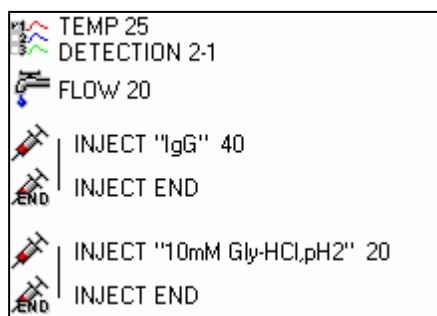 TEMP 25
DETECTION 2-1
FLOW 20
INJECT "IgG" 40
INJECT END
INJECT "10mM Gly-HCl,pH2" 20
INJECT END